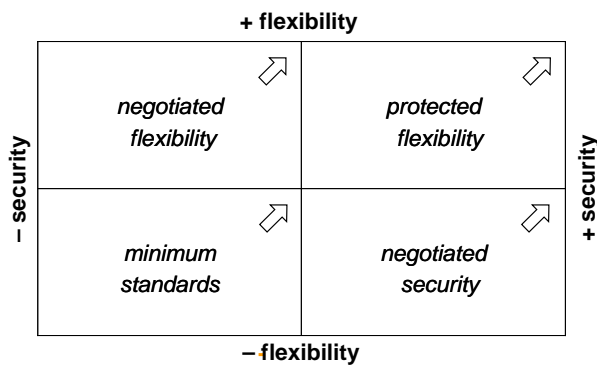 + flexibility
negotiated
flexibility
protected
flexibility
– security
+ security
minimum
standards
negotiated
security
– flexibility